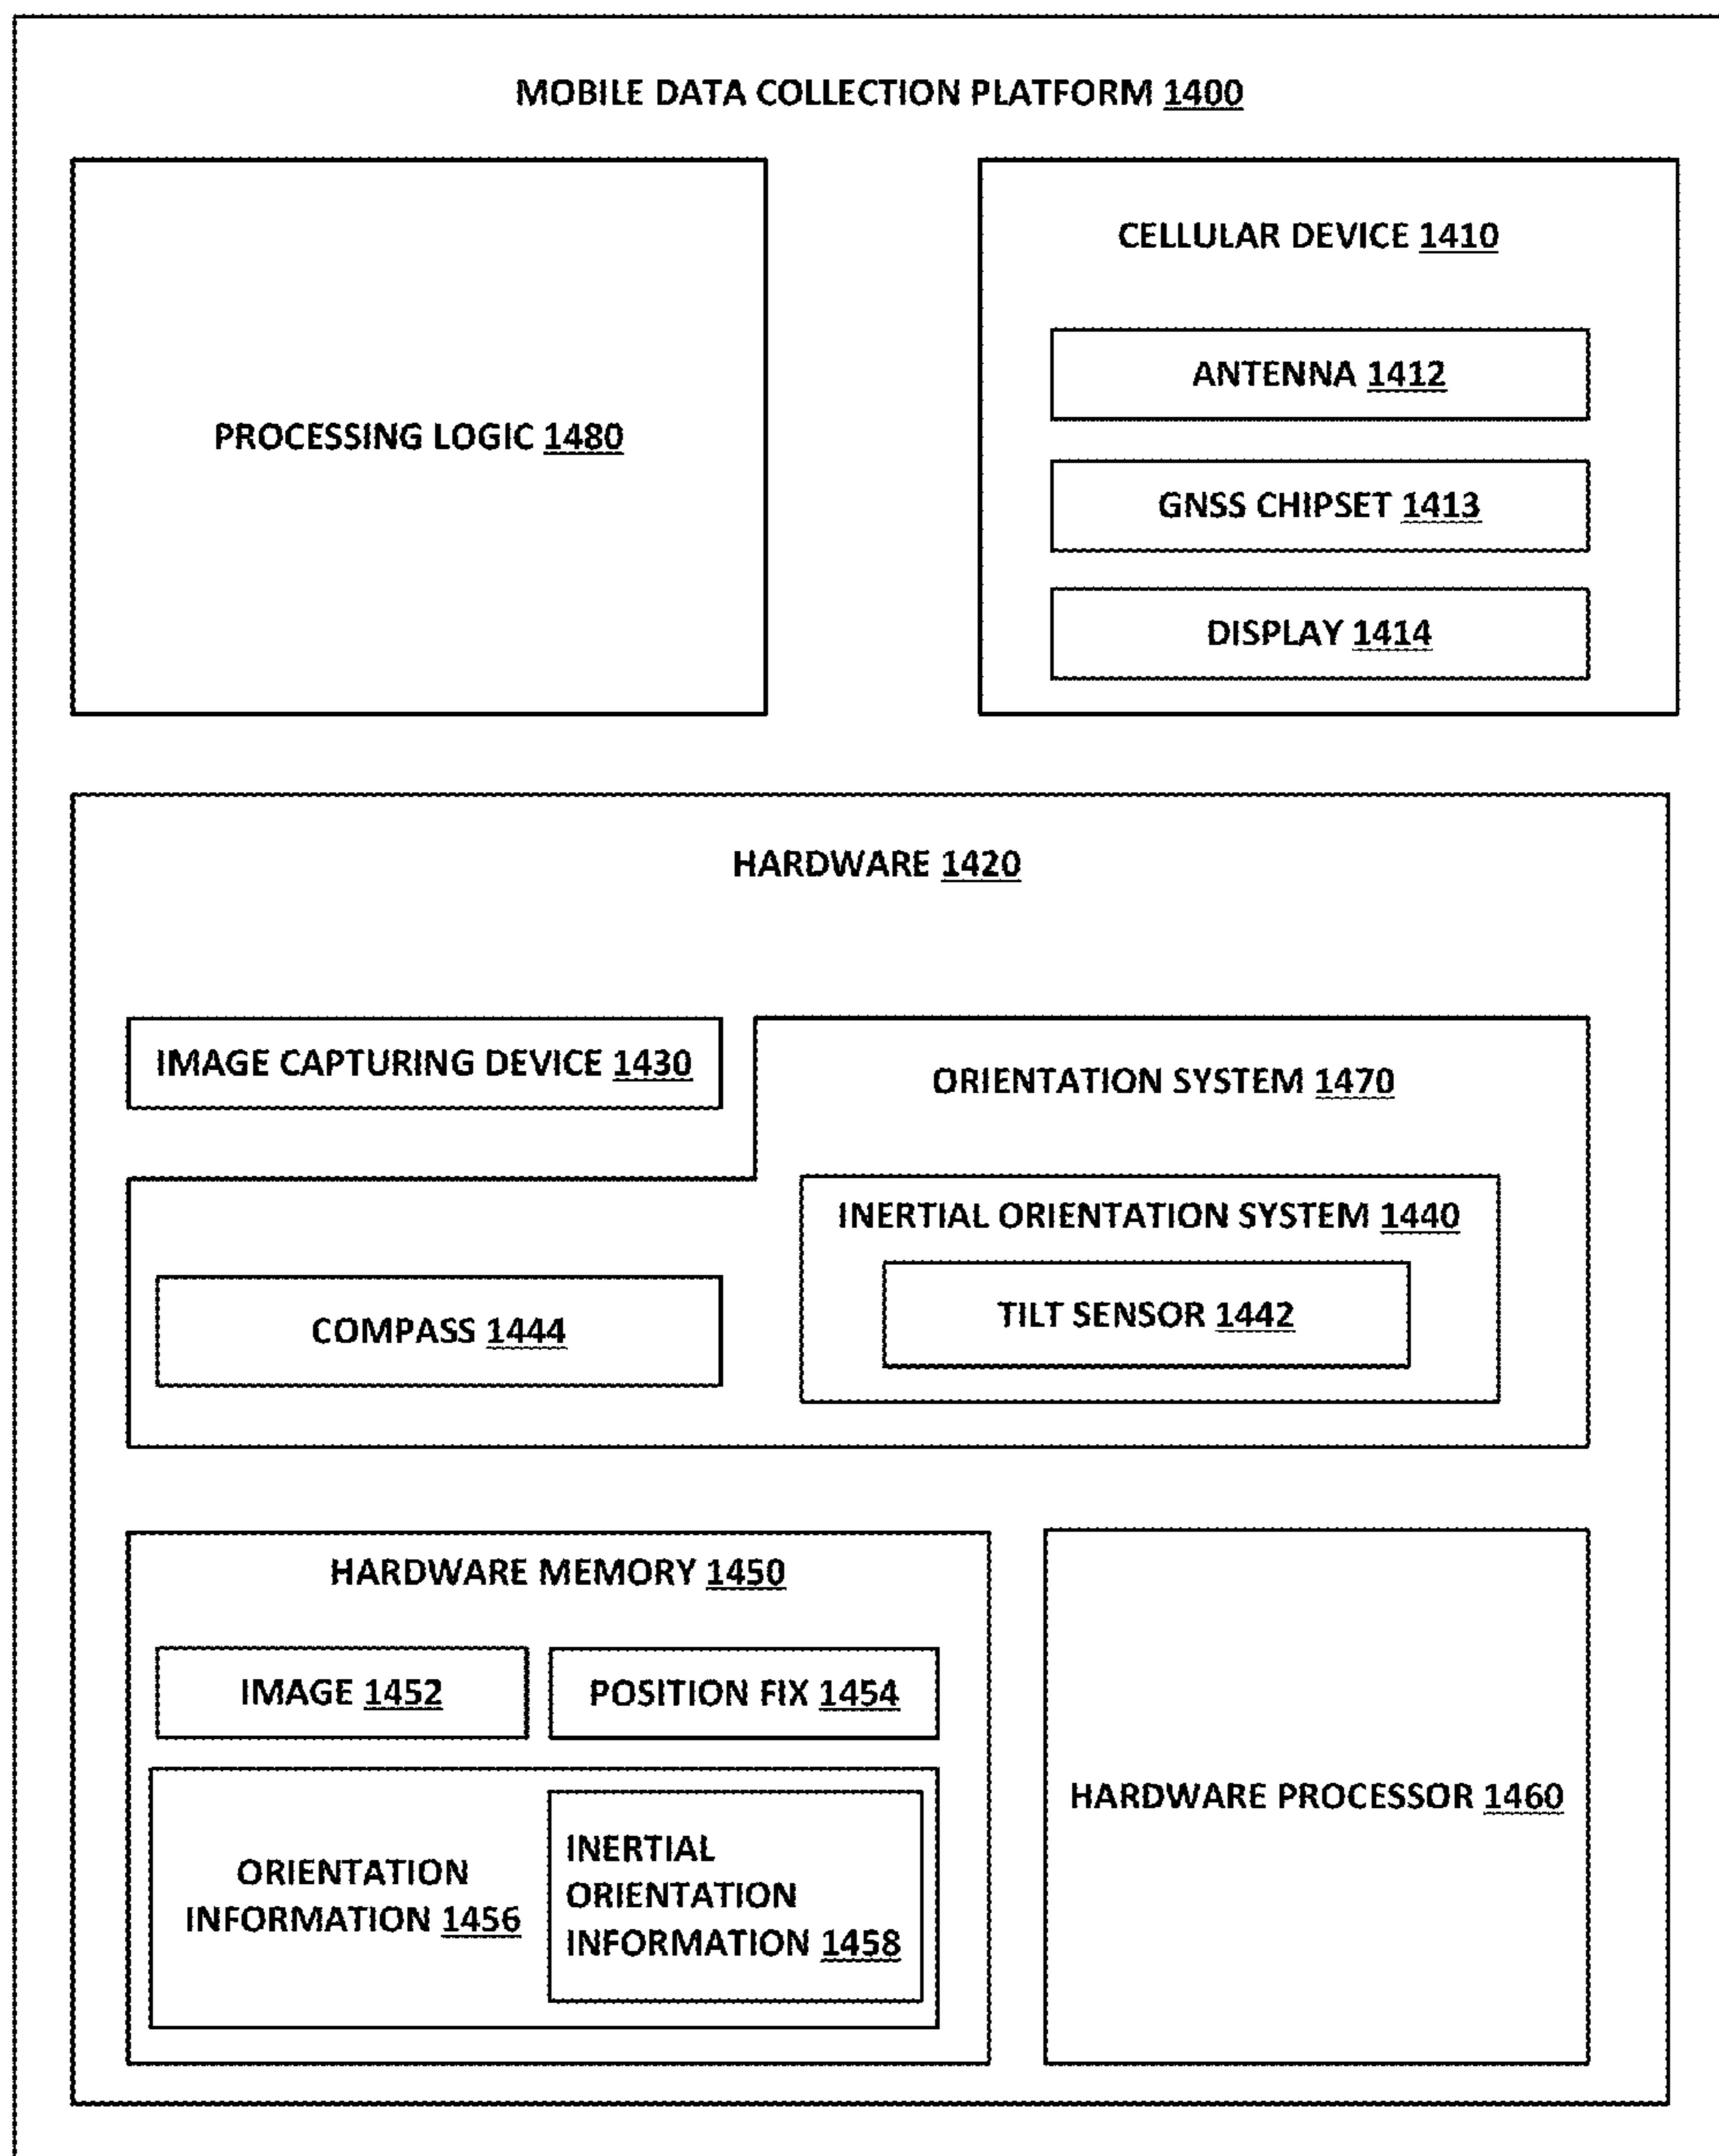 MOBILE DATA COLLECTION PLATFORM 1400
PROCESSING LOGIC 1480
CELLULAR DEVICE 1410
ANTENNA 1412
GNSS CHIPSET 1413
DISPLAY 1414
HARDWARE 1420
IMAGE CAPTURING DEVICE 1430
ORIENTATION SYSTEM 1470
INERTIAL ORIENTATION SYSTEM 1440
TILT SENSOR 1442
COMPASS 1444
HARDWARE MEMORY 1450
IMAGE 1452
POSITION FIX 1454
ORIENTATION
INFORMATION 1456
INERTIAL
ORIENTATION
INFORMATION 1458
HARDWARE PROCESSOR 1460